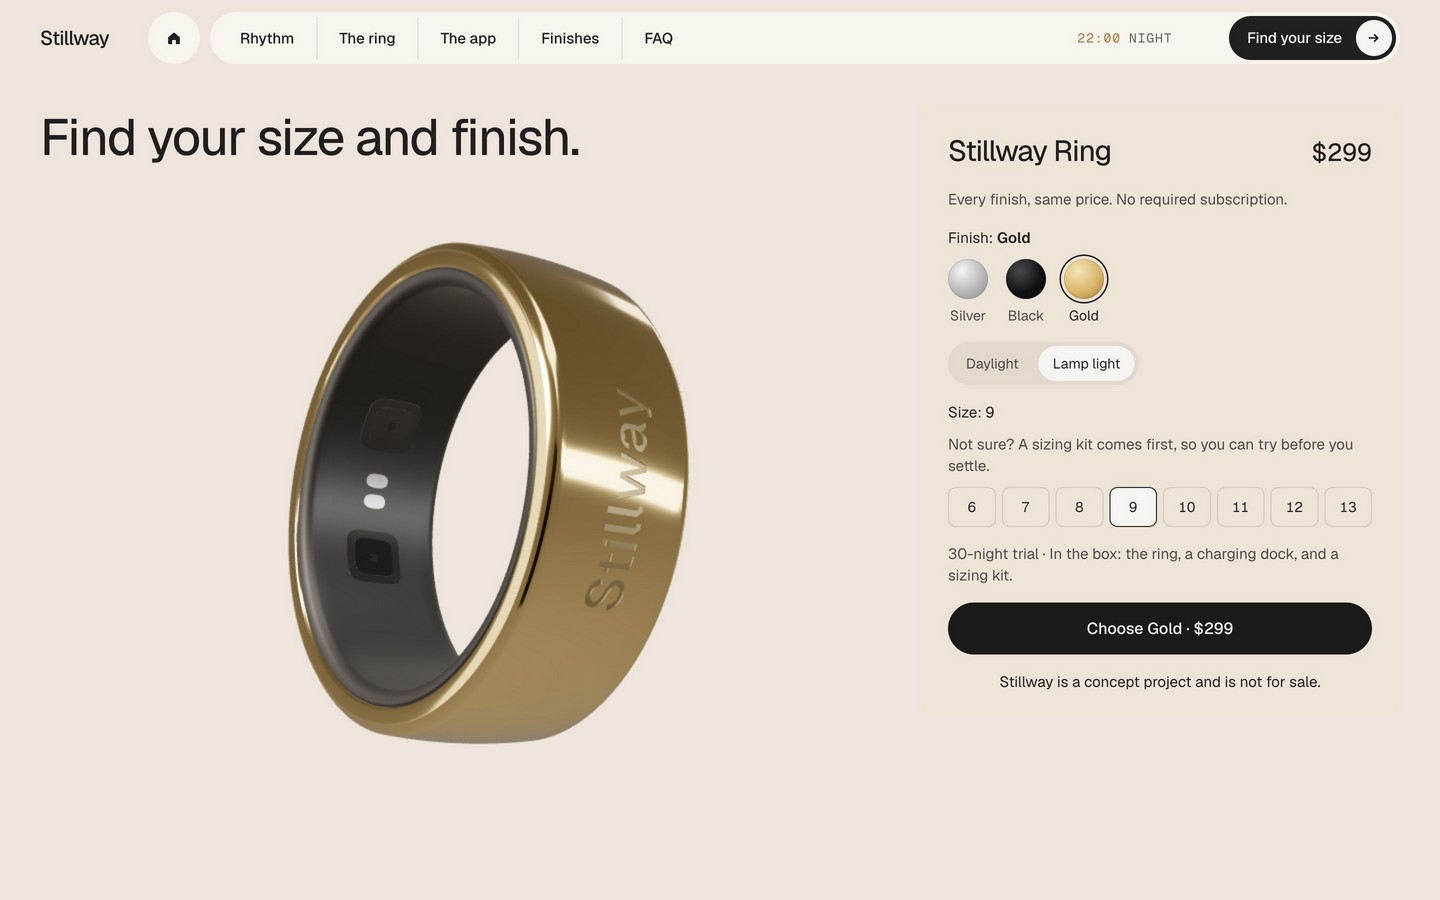 Stillway
Rhythm
The ring
The app
Finishes
FAQ
22:00 NIGHT
Find your size
Find your size and finish.
Stillway
Stillway Ring
$299
Every finish, same price. No required subscription.
Finish: Gold
Silver
Black
Gold
Daylight
Lamp light
Size: 9
Not sure? A sizing kit comes first, so you can try before you
settle.
6
7
8
9
10
11
12
13
30-night trial · In the box: the ring, a charging dock, and a
sizing kit.
Choose Gold · $299
Stillway is a concept project and is not for sale.